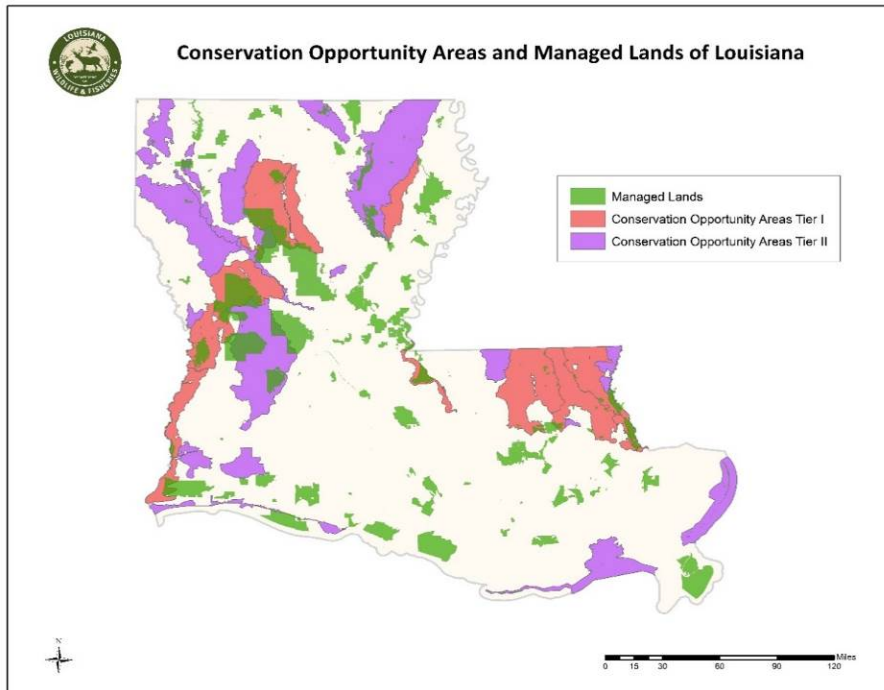 LOUISIANA
WILDLIFE & FISHERIES
Conservation Opportunity Areas and Managed Lands of Louisiana
Managed Lands
Conservation Opportunity Areas Tier I
Conservation Opportunity Areas Tier II
N
Miles
0 15 30 60 90 120